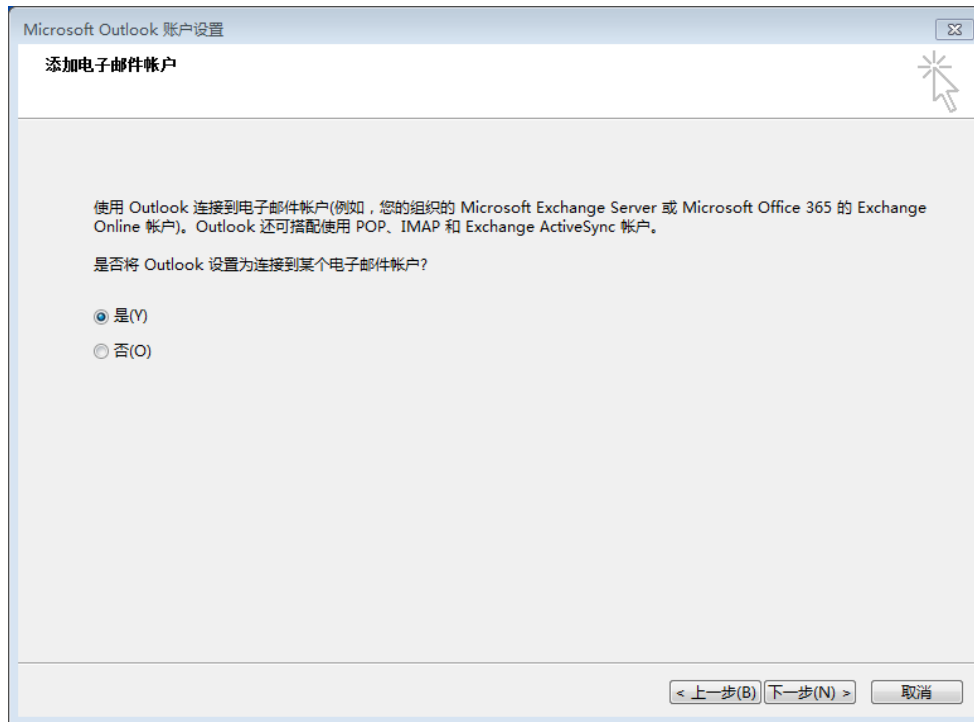 Microsoft Outlook 账户设置
添加电子邮件帐户
使用 Outlook 连接到电子邮件帐户(例如，您的组织的 Microsoft Exchange Server 或 Microsoft Office 365 的 Exchange
Online 帐户)。Outlook 还可搭配使用 POP、IMAP 和 Exchange ActiveSync 帐户。
是否将 Outlook 设置为连接到某个电子邮件帐户?
是(Y)
否(O)
< 上一步(B) 下一步(N) > 取消